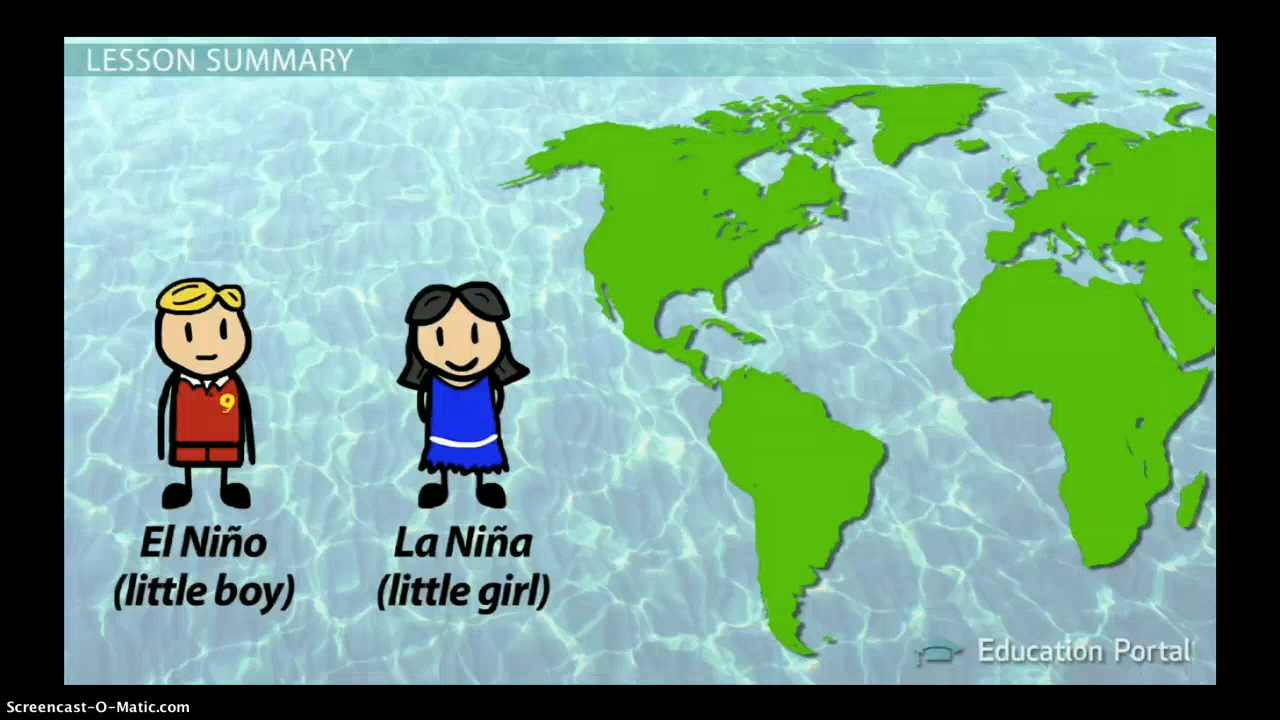 LESSON SUMMARY
9
El Niño
(little boy)
La Niña
(little girl)
Education Portal
Screencast-O-Matic.com